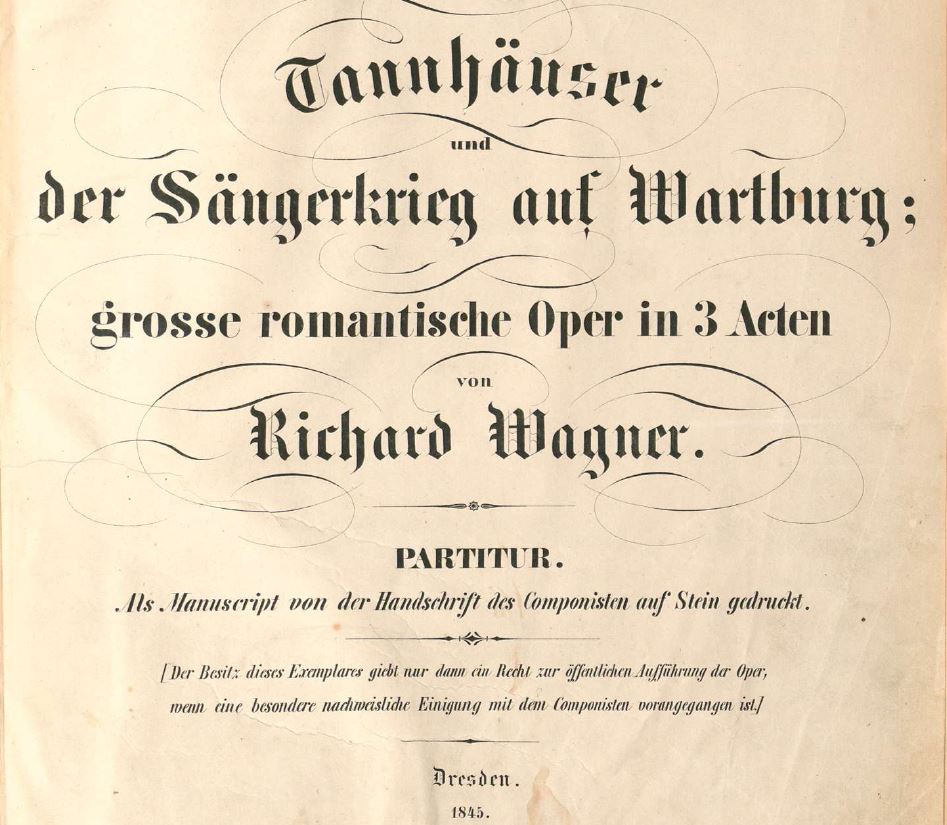 Tannhäuser
und
der Sängerkrieg auf Wartburg;
grosse romantische Oper in 3 Acten
von
Richard Wagner.
PARTITUR.
Als Manuscript von der Handschrift des Componisten auf Stein gedruckt.
[Der Besitz dieses Exemplares giebt nur dann ein Recht zur öffentlichen Aufführung der Oper,
wenn eine besondere nachweisliche Einigung mit dem Componisten vorangegangen ist.]
Dresden.
1845.